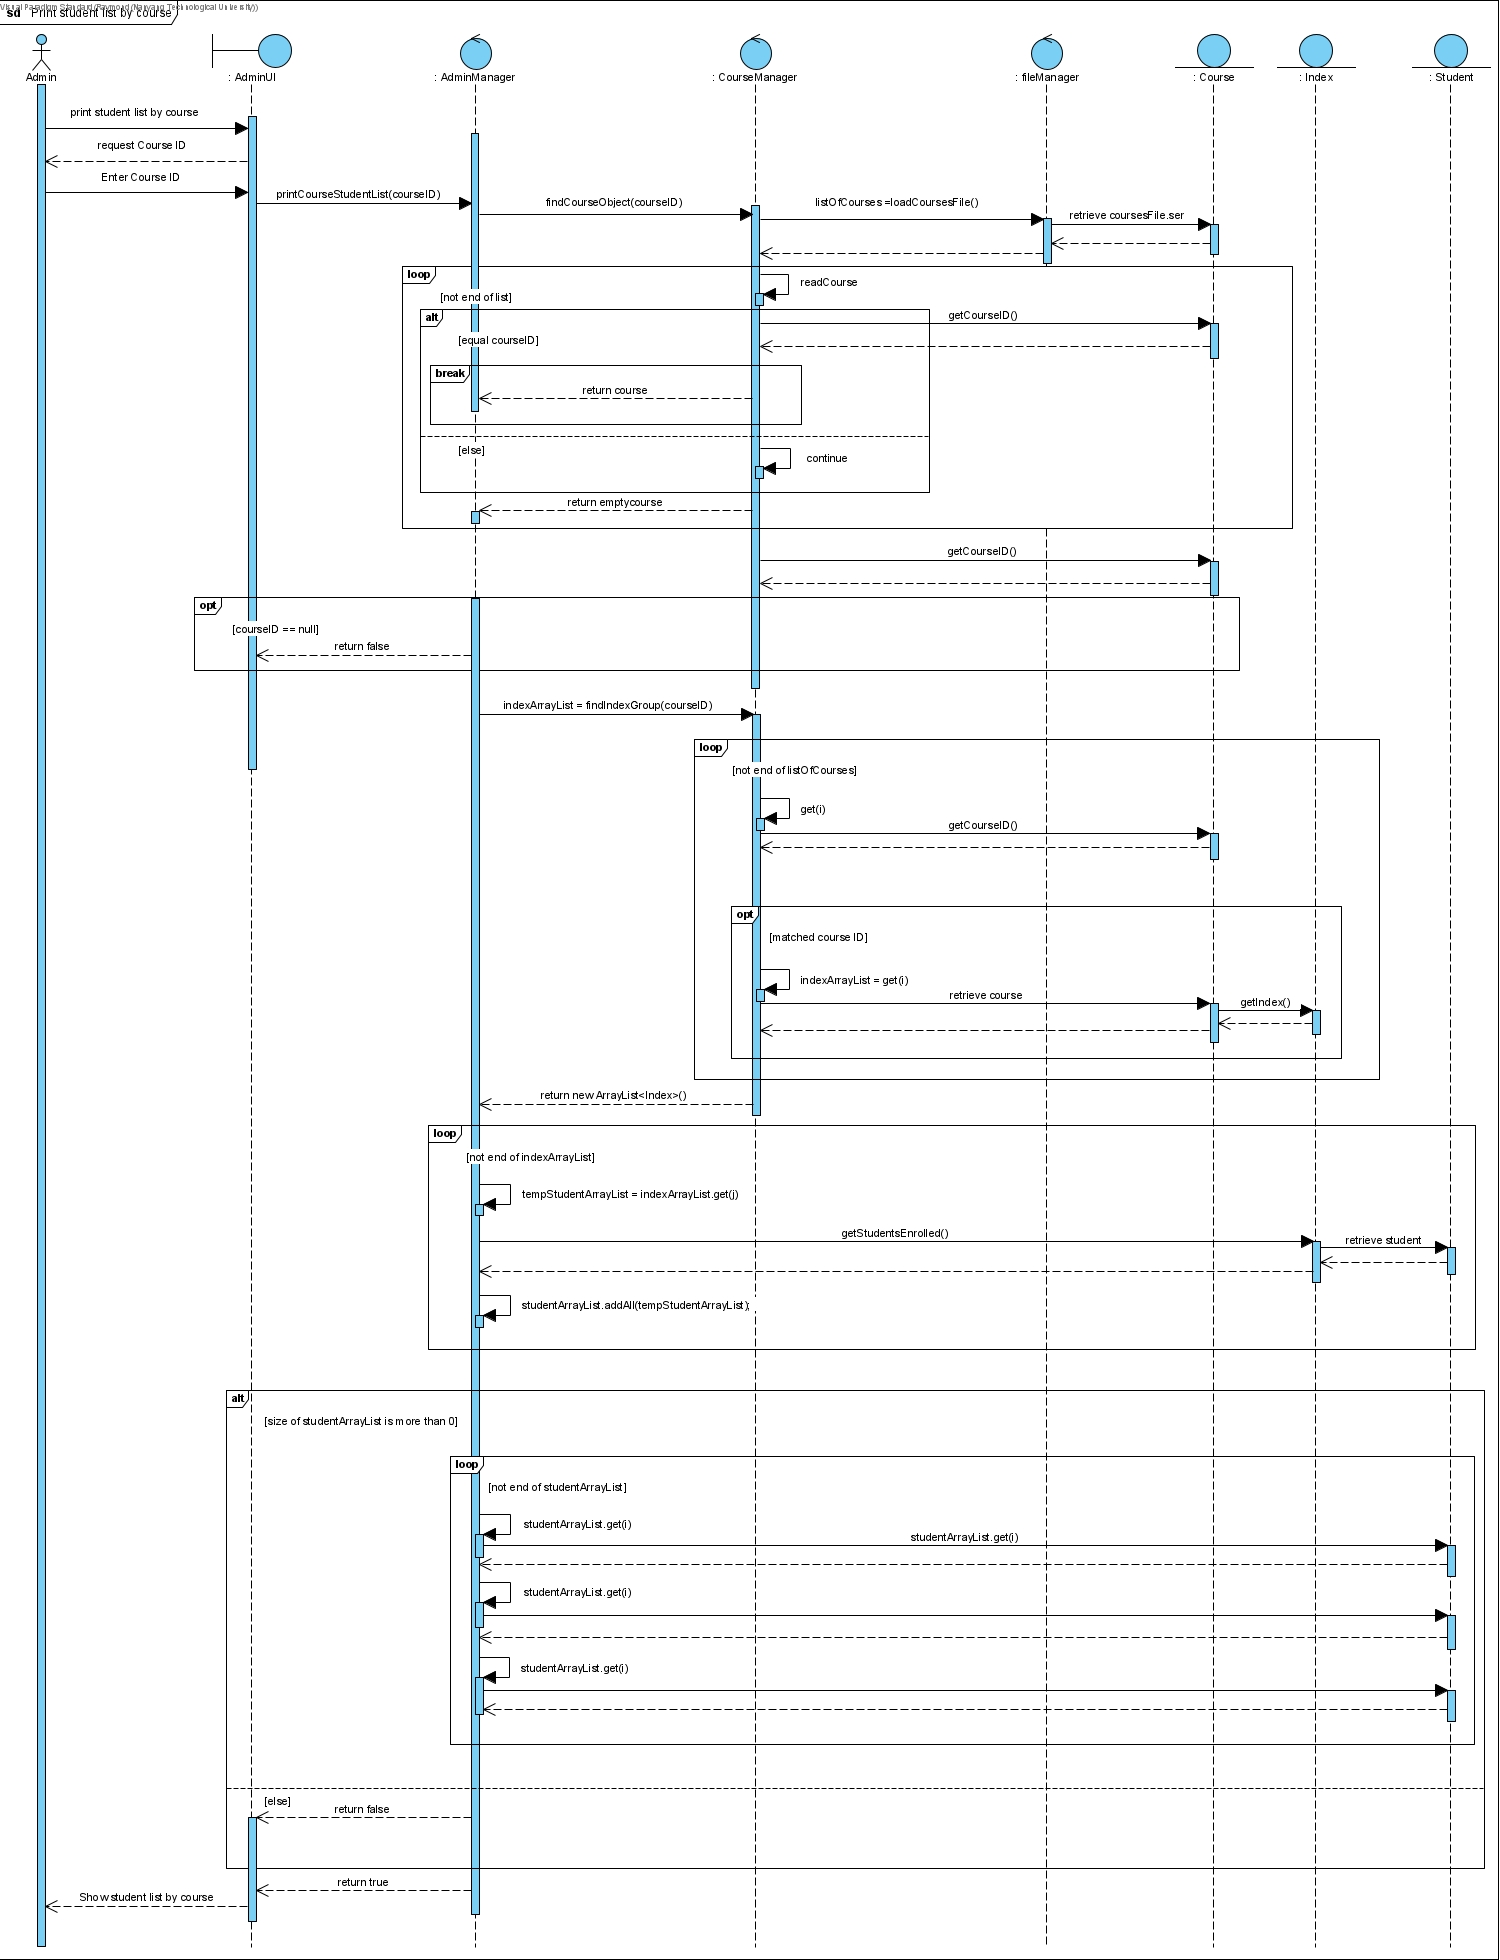 Visual Paradigm Standard(Raymond(Nanyang Technological University))
sd Print student list by course
Admin
: AdminUI
: AdminManager
: CourseManager
: fileManager
: Course
: Index
: Student
print student list by course
request Course ID
Enter Course ID
printCourseStudentList(courseID)
findCourseObject(courseID)
listOfCourses =loadCoursesFile()
retrieve coursesFile.ser
loop
readCourse
[not end of list]
alt
getCourseID()
[equal courseID]
break
return course
[else]
continue
return emptycourse
getCourseID()
opt
[courseID == null]
return false
indexArrayList = findIndexGroup(courseID)
loop
[not end of listOfCourses]
get(i)
getCourseID()
opt
[matched course ID]
indexArrayList = get(i)
retrieve course
getIndex()
return new ArrayList<Index>()
loop
[not end of indexArrayList]
tempStudentArrayList = indexArrayList.get(j)
getStudentsEnrolled()
retrieve student
studentArrayList.addAll(tempStudentArrayList);
alt
[size of studentArrayList is more than 0]
loop
[not end of studentArrayList]
studentArrayList.get(i)
studentArrayList.get(i)
studentArrayList.get(i)
studentArrayList.get(i)
[else]
return false
return true
Show student list by course